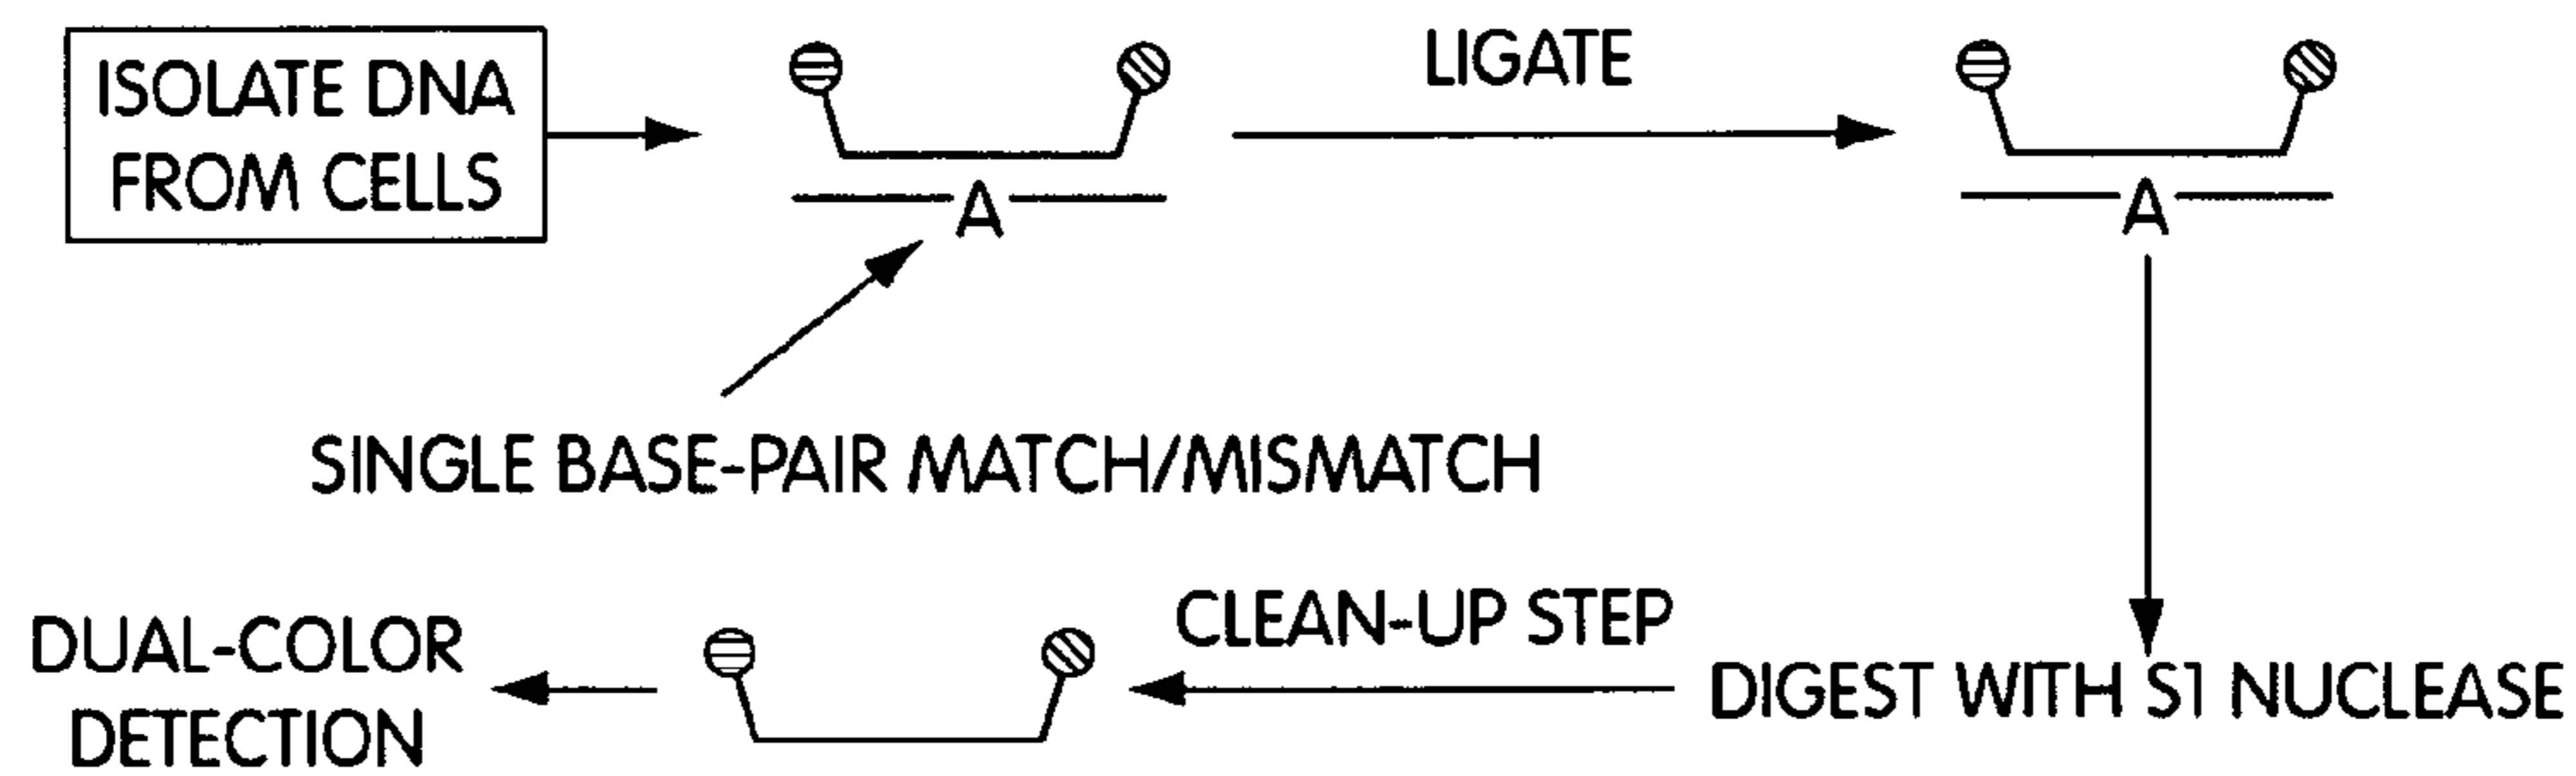 ISOLATE DNA
FROM CELLS
LIGATE
A
A
SINGLE BASE-PAIR MATCH/MISMATCH
DIGEST WITH S1 NUCLEASE
CLEAN-UP STEP
DUAL-COLOR
DETECTION